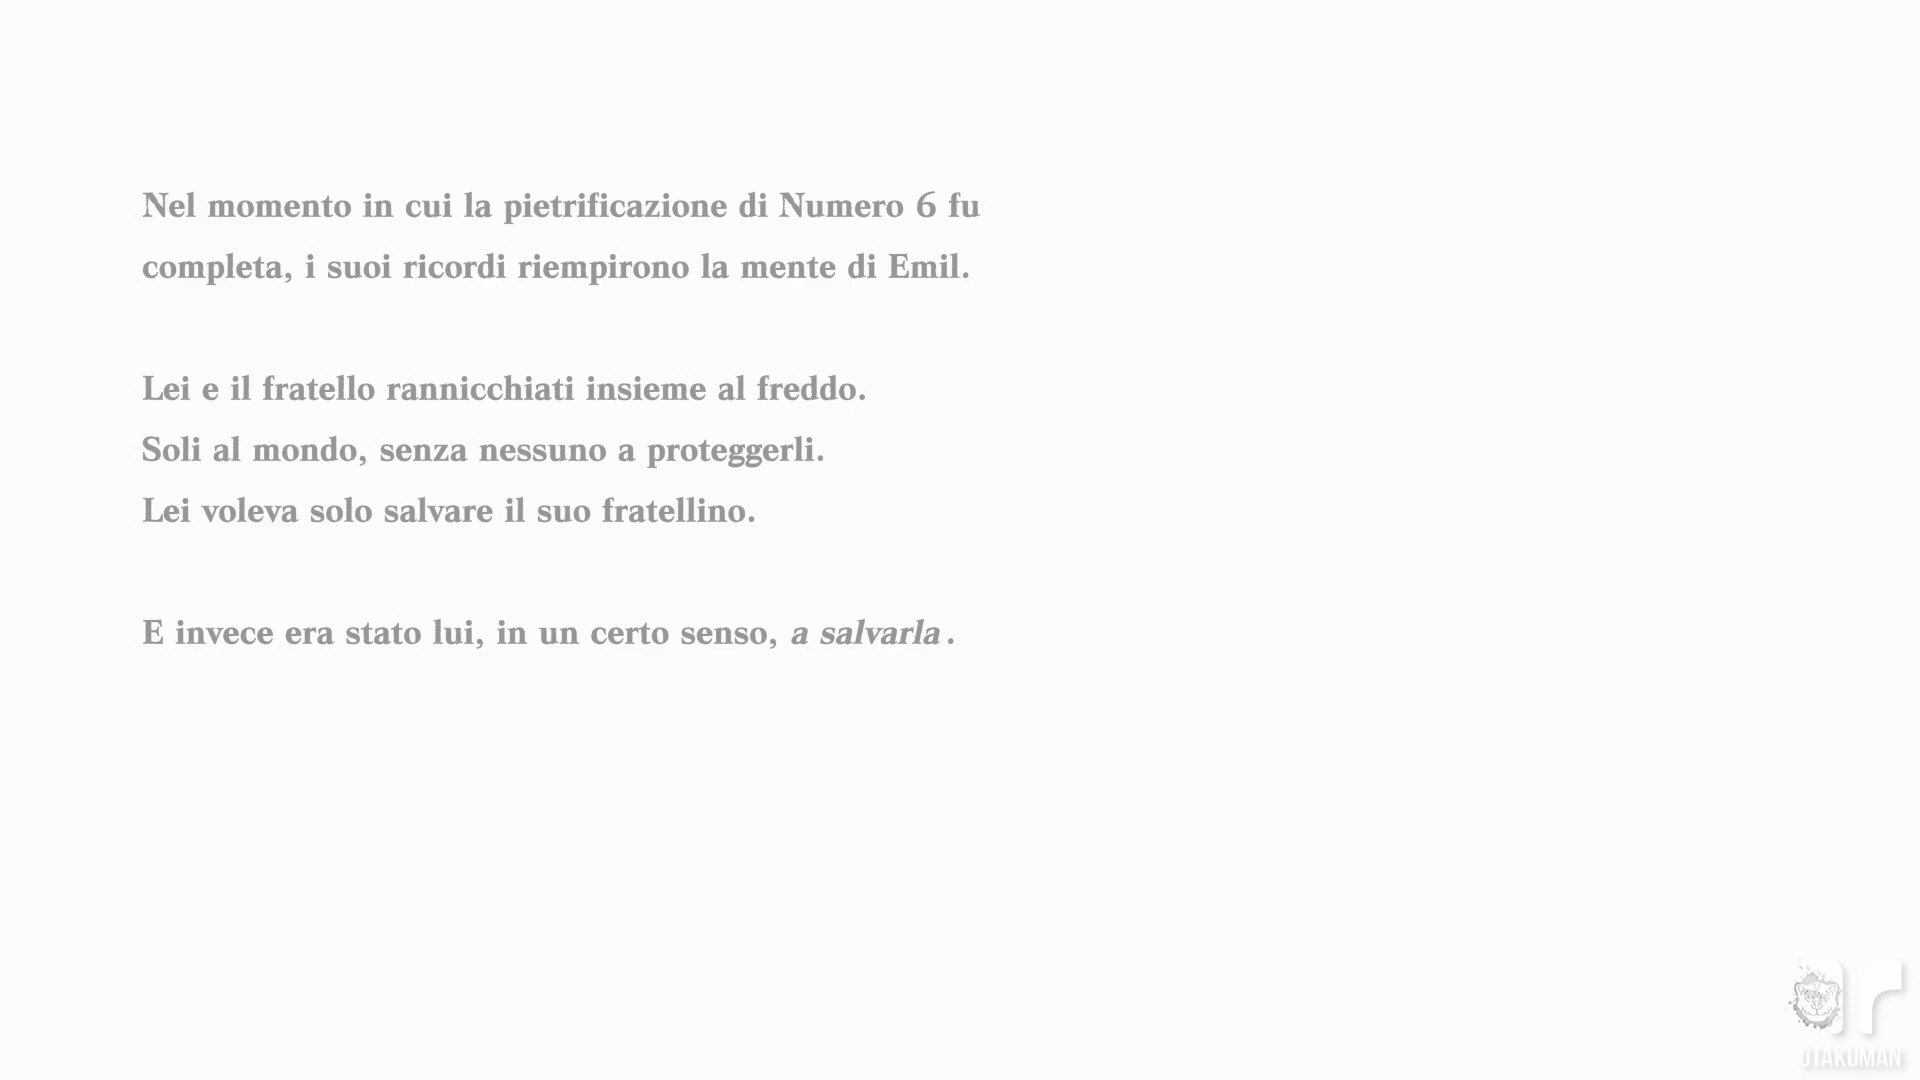 Nel momento in cui la pietrificazione di Numero 6 fu
completa, i suoi ricordi riempirono la mente di Emil.
Lei e il fratello rannicchiati insieme al freddo.
Soli al mondo, senza nessuno a proteggerli.
Lei voleva solo salvare il suo fratellino.
E invece era stato lui, in un certo senso, a salvarla.
ar
OTAKUMAN